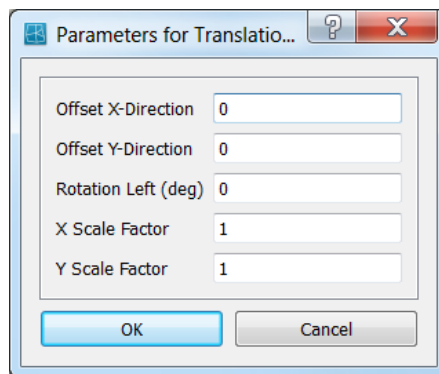 Parameters for Translatio...
Offset X-Direction 0
Offset Y-Direction 0
Rotation Left (deg) 0
X Scale Factor 1
Y Scale Factor 1
OK Cancel